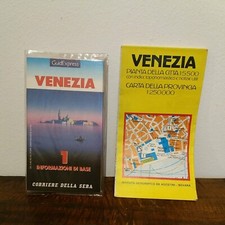 GuidExpress
VENEZIA
1
INFORMAZIONI DI BASE
CORRIERE DELLA SERA
VENEZIA
PIANTA DELLA CITTÀ 1:5.500
CARTA DELLA PROVINCIA
1:250.000